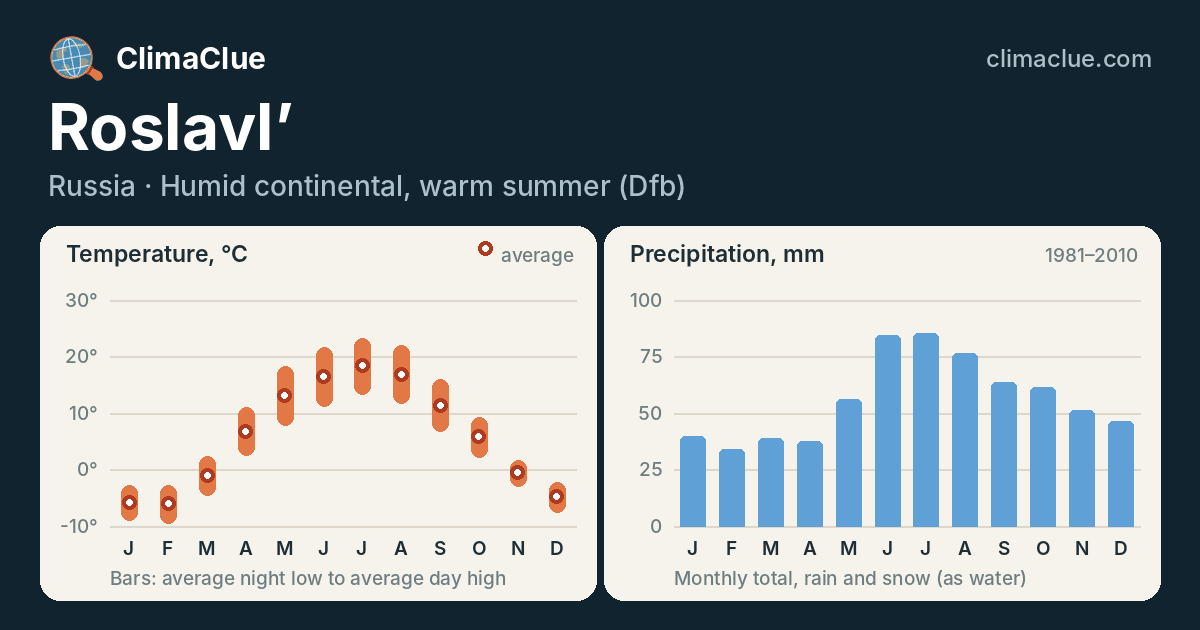 ClimaClue
climaclue.com
Roslavl’
Russia · Humid continental, warm summer (Dfb)
Temperature, °C
average
30°
20°
10°
0°
-10°
J F M A M J J A S O N D
Bars: average night low to average day high
Precipitation, mm
1981–2010
100
75
50
25
0
J F M A M J J A S O N D
Monthly total, rain and snow (as water)